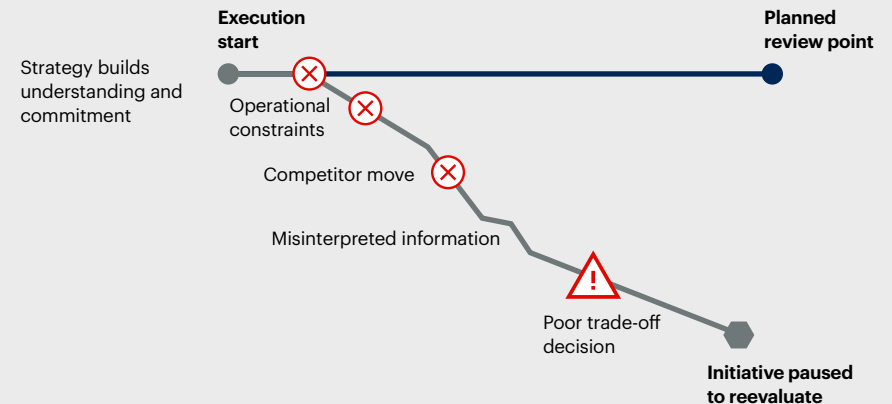 Execution
start
Planned
review point
Strategy builds
understanding and
commitment
Operational
constraints
Competitor move
Misinterpreted information
!
Poor trade-off
decision
Initiative paused
to reevaluate